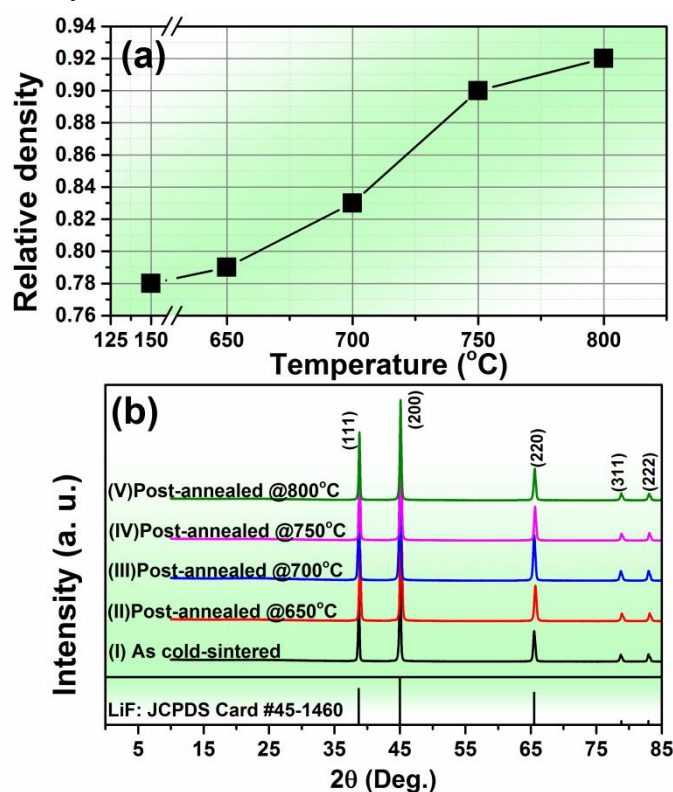 (a)
0.94
0.92
0.90
0.88
0.86
0.84
0.82
0.80
0.78
0.76
Relative density
125 150 650 700 750 800
Temperature (°C)
(b)
(111)
(200)
(220)
(311)
(222)
(V)Post-annealed @800°C
(IV)Post-annealed @750°C
(III)Post-annealed @700°C
(II)Post-annealed @650°C
(I) As cold-sintered
LiF: JCPDS Card #45-1460
Intensity (a. u.)
5 15 25 35 45 55 65 75 85
2θ (Deg.)